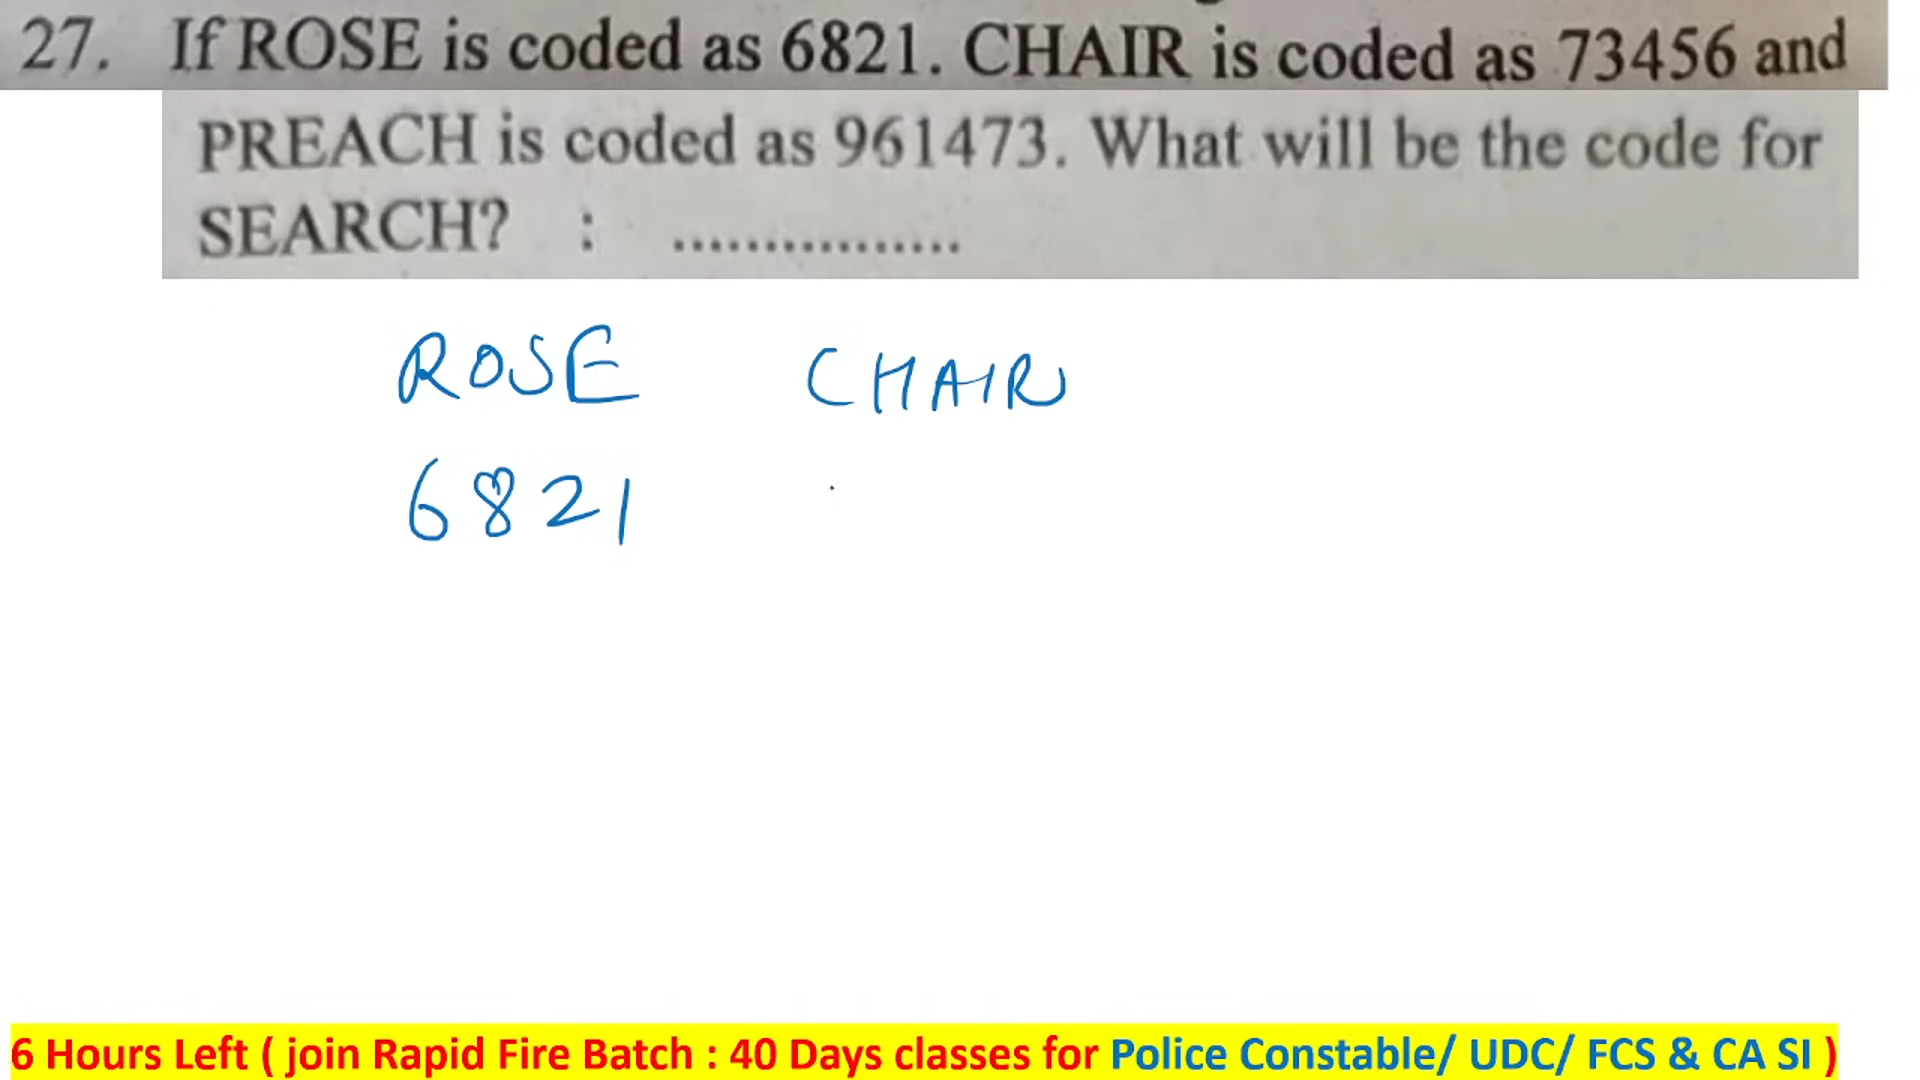 27. If ROSE is coded as 6821. CHAIR is coded as 73456 and
PREACH is coded as 961473. What will be the code for
SEARCH? : ................
ROSE CHAIR
6821
6 Hours Left ( join Rapid Fire Batch : 40 Days classes for Police Constable/ UDC/ FCS & CA SI )